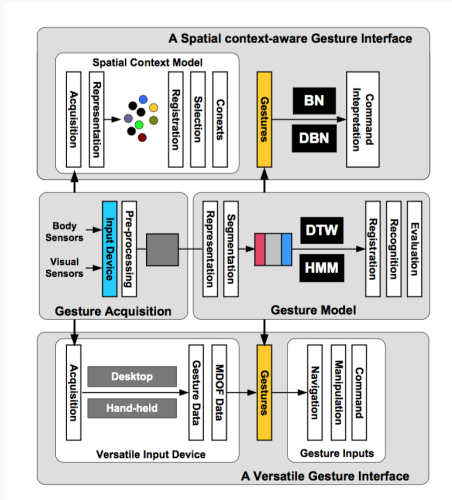 A Spatial context-aware Gesture Interface
Spatial Context Model
Acquisition
Representation
Registration
Selection
Conexts
Gestures
BN
DBN
Command
Intepretation
Body
Sensors
Visual
Sensors
Input Device
Pre-processing
Gesture Acquisition
Representation
Segmentation
DTW
HMM
Registration
Recognition
Evaluation
Gesture Model
Acquisition
Desktop
Hand-held
Gesture Data
MDOF Data
Versatile Input Device
Gestures
Navigation
Manipulation
Command
Gesture Inputs
A Versatile Gesture Interface